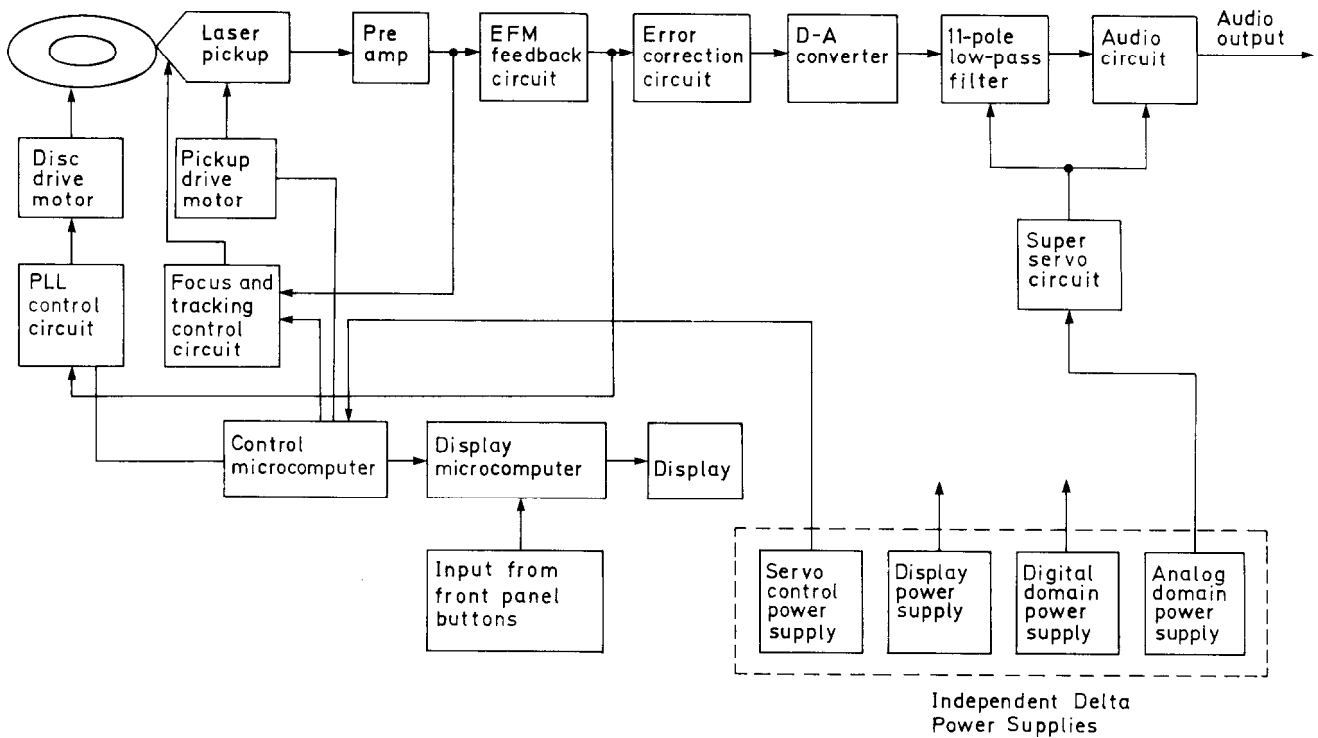 Laser
pickup
Pre
amp
EFM
feedback
circuit
Error
correction
circuit
D-A
converter
11-pole
low-pass
filter
Audio
circuit
Audio
output
Disc
drive
motor
Pickup
drive
motor
Super
servo
circuit
PLL
control
circuit
Focus and
tracking
control
circuit
Control
microcomputer
Display
microcomputer
Display
Input from
front panel
buttons
Servo
control
power
supply
Display
power
supply
Digital
domain
power
supply
Analog
domain
power
supply
Independent Delta
Power Supplies